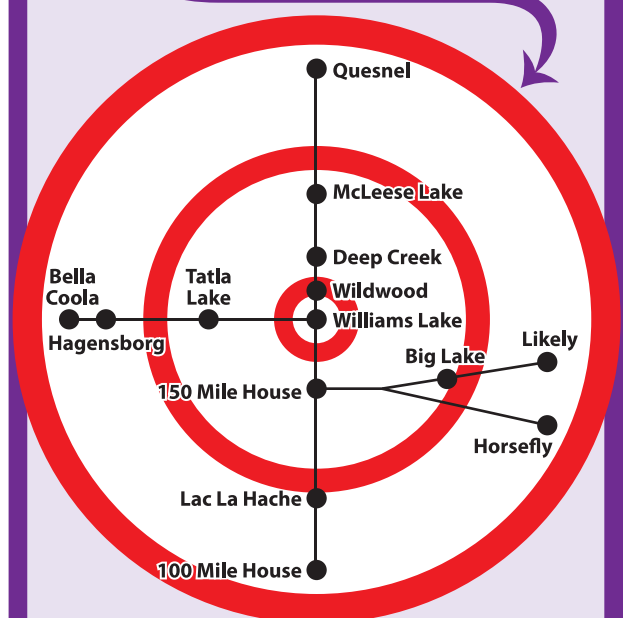 Quesnel
McLeese Lake
Deep Creek
Bella
Coola
Tatla
Lake
Wildwood
Williams Lake
Hagensborg
Big Lake
Likely
150 Mile House
Horsefly
Lac La Hache
100 Mile House